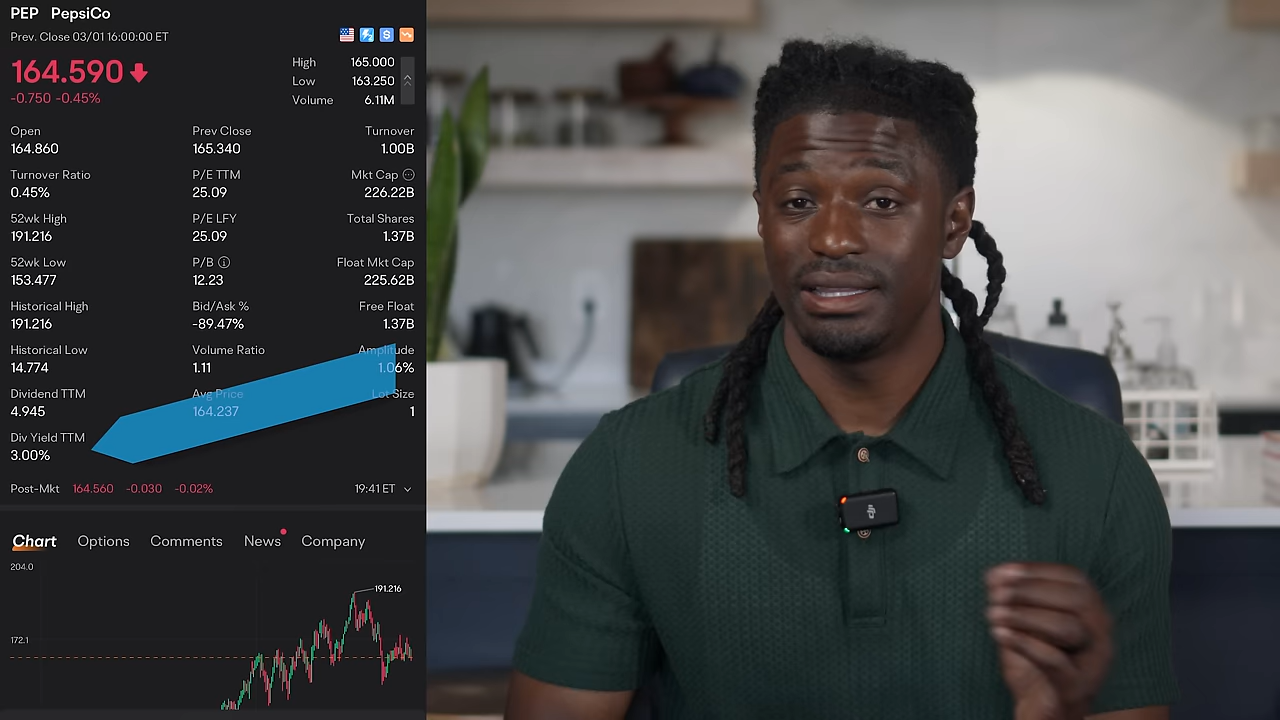 PEP PepsiCo
Prev. Close 03/01 16:00:00 ET
164.590
High 165.000
Low 163.250
-0.750 -0.45%
Volume 6.11M
Open Prev Close Turnover
164.860 165.340 1.00B
Turnover Ratio P/E TTM Mkt Cap
0.45% 25.09 226.22B
52wk High P/E LFY Total Shares
191.216 25.09 1.37B
52wk Low P/B Float Mkt Cap
153.477 12.23 225.62B
Historical High Bid/Ask % Free Float
191.216 -89.47% 1.37B
Historical Low Volume Ratio Amplitude
14.774 1.11 1.06%
Dividend TTM Avg Price Lot Size
4.945 164.237 1
Div Yield TTM
3.00%
Post-Mkt 164.560 -0.030 -0.02% 19:41 ET
Chart Options Comments News Company
204.0
191.216
172.1